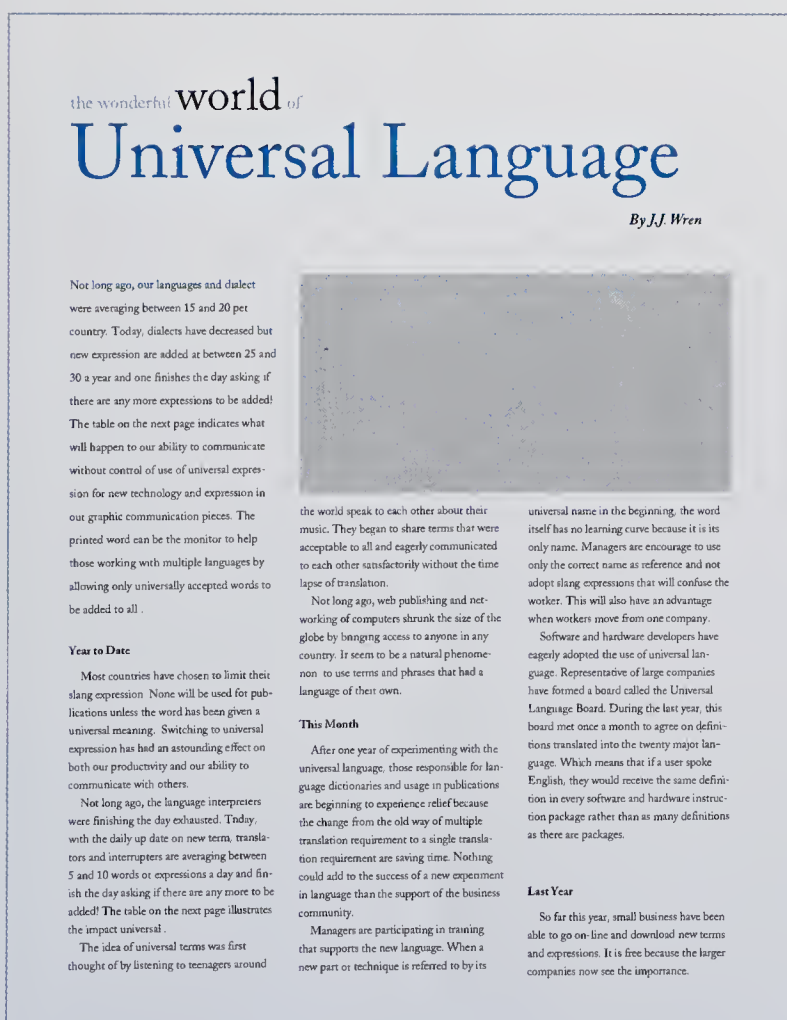 the wonderful world of
Universal Language
By J.J. Wren
Not long ago, our languages and dialect
were averaging between 15 and 20 per
country. Today, dialects have decreased but
new expression are added at between 25 and
30 a year and one finishes the day asking if
there are any more expressions to be added!
The table on the next page indicates what
will happen to our ability to communicate
without control of use of universal expres-
sion for new technology and expression in
our graphic communication pieces. The
printed word can be the monitor to help
those working with multiple languages by
allowing only universally accepted words to
be added to all .
Year to Date
Most countries have chosen to limit their
slang expression None will be used for pub-
lications unless the word has been given a
universal meaning. Switching to universal
expression has had an astounding effect on
both our productivity and our ability to
communicate with others.
Not long ago, the language interpreters
were finishing the day exhausted. Today,
with the daily up date on new term, transla-
tors and interrupters are averaging between
5 and 10 words or expressions a day and fin-
ish the day asking if there are any more to be
added! The table on the next page illustrates
the impact universal .
The idea of universal terms was first
thought of by listening to teenagers around
the world speak to each other about their
music. They began to share terms that were
acceptable to all and eagerly communicated
to each other satisfactorily without the time
lapse of translation.
Not long ago, web publishing and net-
working of computers shrunk the size of the
globe by bringing access to anyone in any
country. It seem to be a natural phenome-
non to use terms and phrases that had a
language of their own.
This Month
After one year of experimenting with the
universal language, those responsible for lan-
guage dictionaries and usage in publications
are beginning to experience relief because
the change from the old way of multiple
translation requirement to a single transla-
tion requirement are saving time. Nothing
could add to the success of a new experiment
in language than the support of the business
community.
Managers are participating in training
that supports the new language. When a
new part or technique is referred to by its
universal name in the beginning, the word
itself has no learning curve because it is its
only name. Managers are encourage to use
only the correct name as reference and not
adopt slang expressions that will confuse the
worker. This will also have an advantage
when workers move from one company.
Software and hardware developers have
eagerly adopted the use of universal lan-
guage. Representative of large companies
have formed a board called the Universal
Language Board. During the last year, this
board met once a month to agree on defini-
tions translated into the twenty major lan-
guage. Which means that if a user spoke
English, they would receive the same defini-
tion in every software and hardware instruc-
tion package rather than as many definitions
as there are packages.
Last Year
So far this year, small business have been
able to go on-line and download new terms
and expressions. It is free because the larger
companies now see the importance.